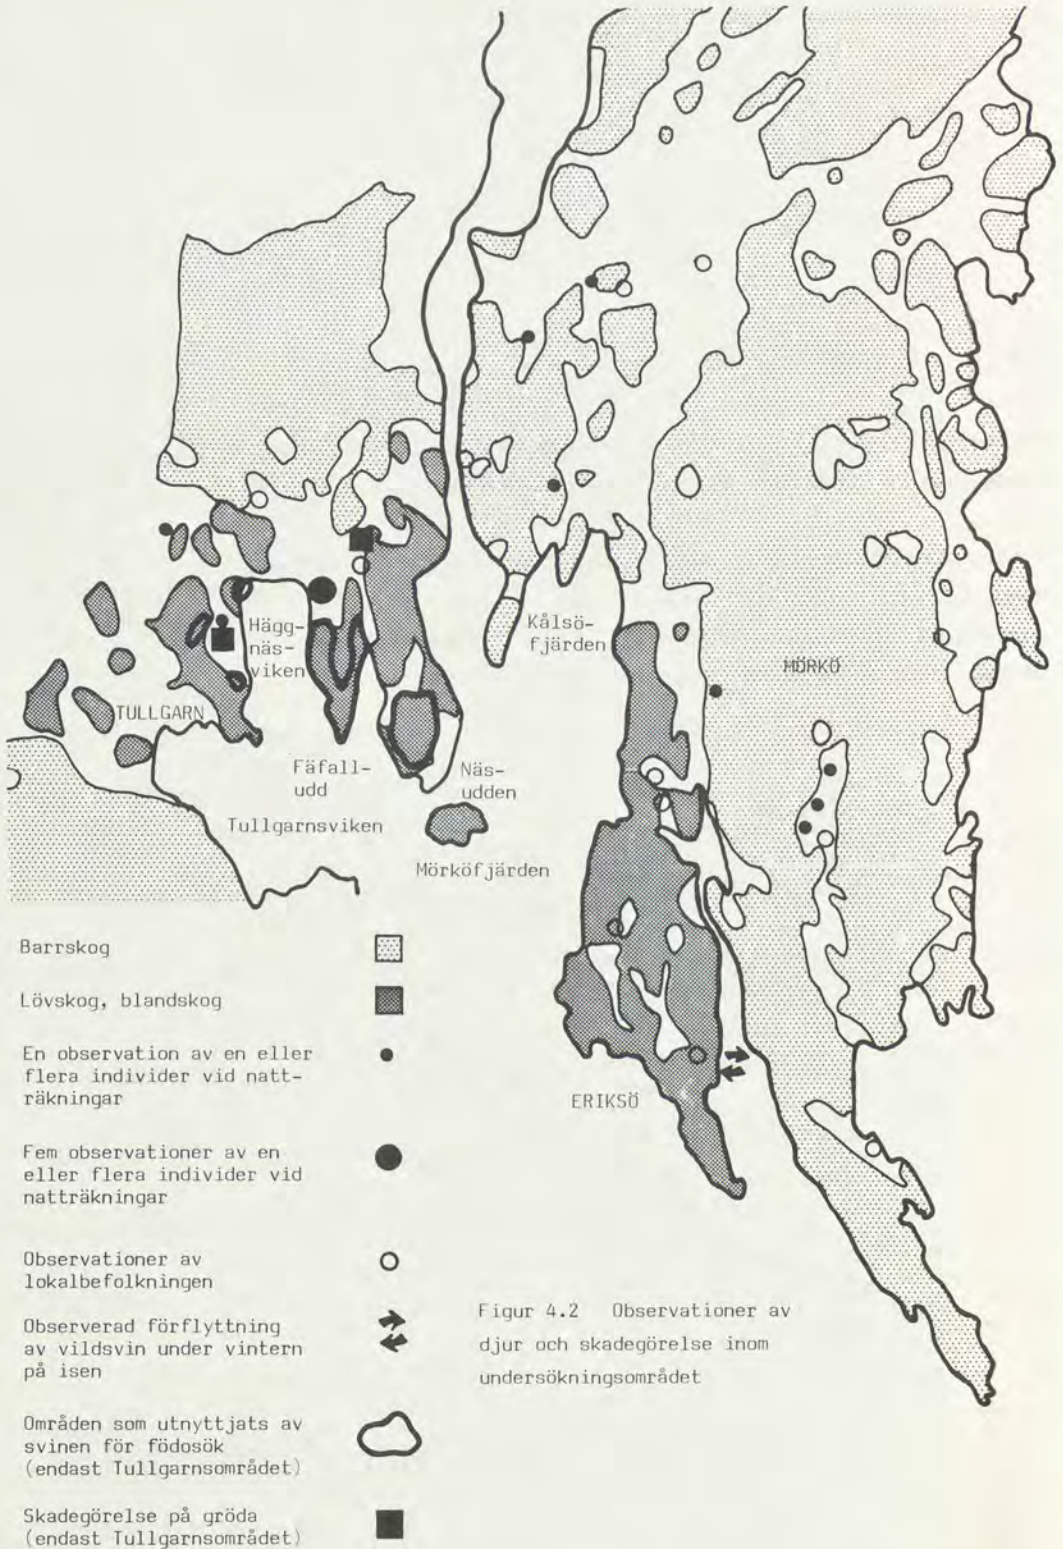 Hägg-
näs-
viken
TULLGARN
Fäfall-
udd
Näs-
udden
Tullgarnsviken
Mörköfjärden
Kålsö-
fjärden
MÖRKÖ
ERIKSÖ
Barrskog
Lövskog, blandskog
En observation av en eller
flera individer vid natt-
räkningar
Fem observationer av en
eller flera individer vid
natträkningar
Observationer av
lokalbefolkningen
Observerad förflyttning
av vildsvin under vintern
på isen
Områden som utnyttjats av
svinen för födosök
(endast Tullgarnsområdet)
Skadegörelse på gröda
(endast Tullgarnsområdet)
Figur 4.2 Observationer av
djur och skadegörelse inom
undersökningsområdet